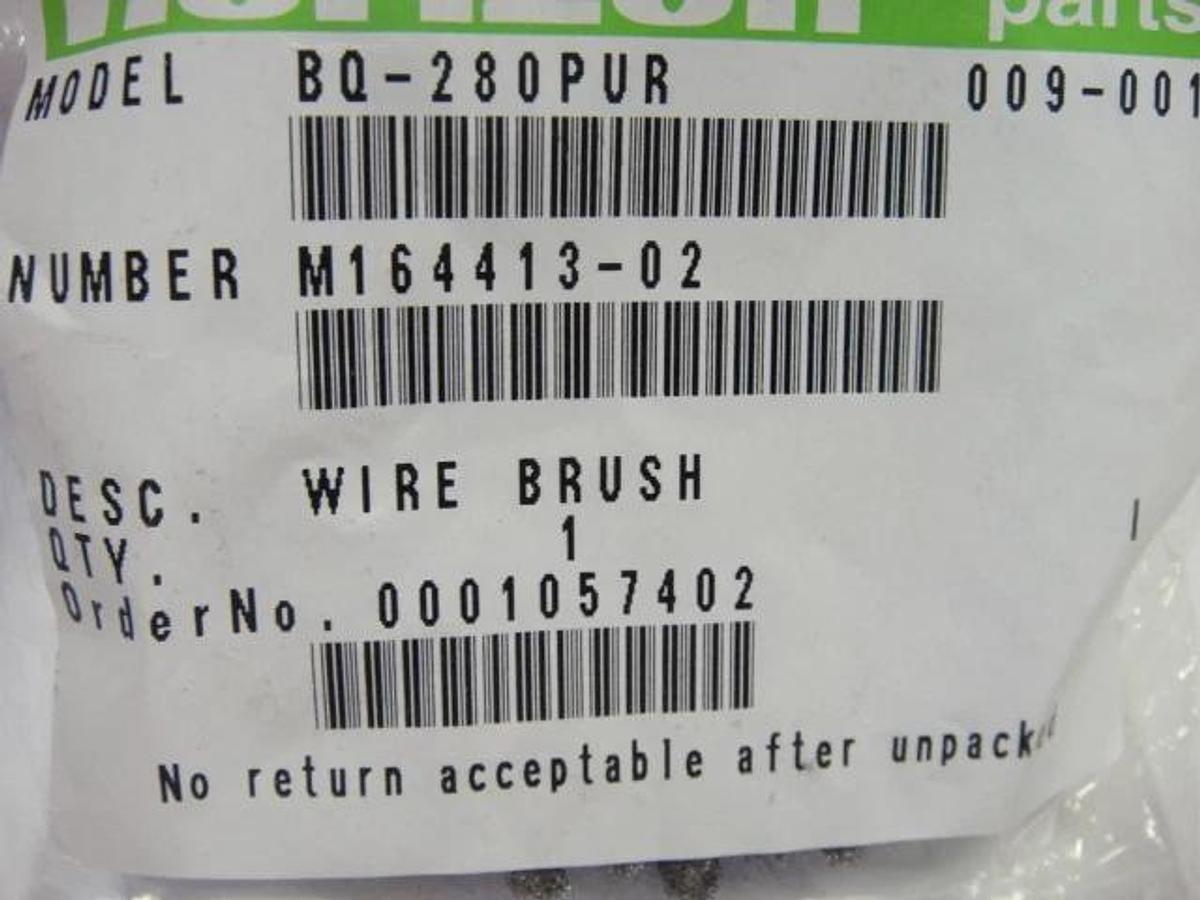 HORIZON parts
MODEL BQ-280PUR 009-001
NUMBER M164413-02
DESC. WIRE BRUSH
QTY. 1
OrderNo. 0001057402
No return acceptable after unpack